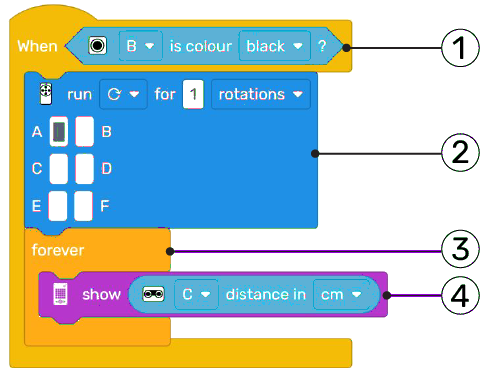 When B is colour black ? 1
run for 1 rotations
A B
C D 2
E F
forever 3
show C distance in cm 4